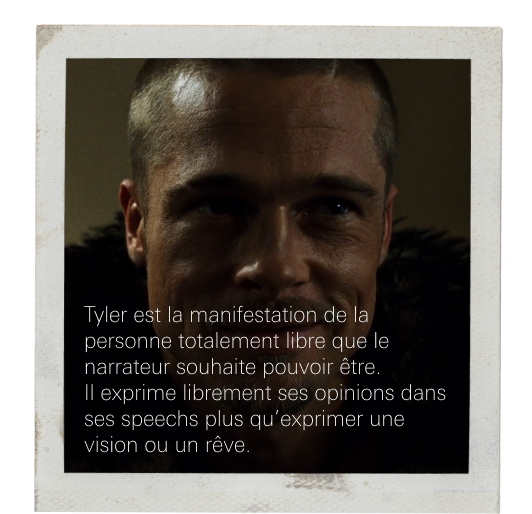 Tyler est la manifestation de la
personne totalement libre que le
narrateur souhaite pouvoir être.
Il exprime librement ses opinions dans
ses speechs plus qu'exprimer une
vision ou un rêve.